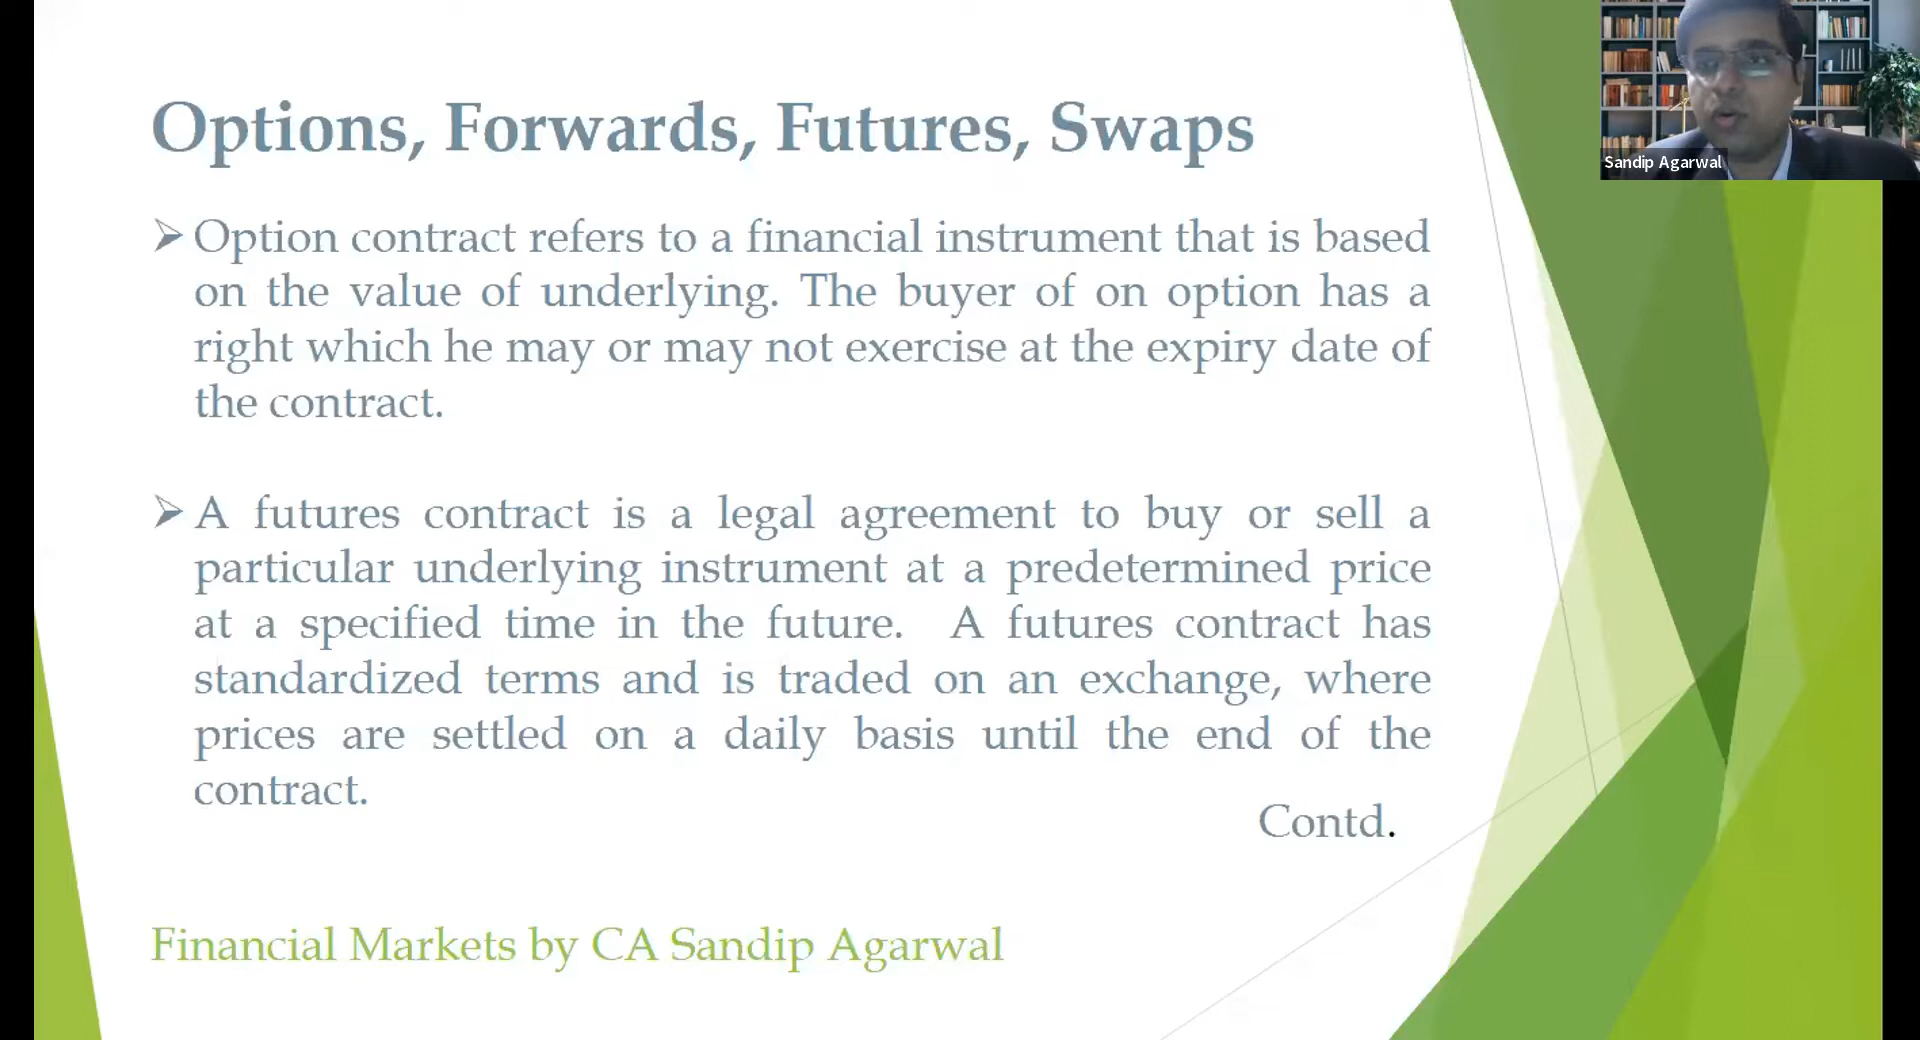 Options, Forwards, Futures, Swaps
Option contract refers to a financial instrument that is based
on the value of underlying. The buyer of on option has a
right which he may or may not exercise at the expiry date of
the contract.
A futures contract is a legal agreement to buy or sell a
particular underlying instrument at a predetermined price
at a specified time in the future. A futures contract has
standardized terms and is traded on an exchange, where
prices are settled on a daily basis until the end of the
contract.
Contd.
Financial Markets by CA Sandip Agarwal
Sandip Agarwal